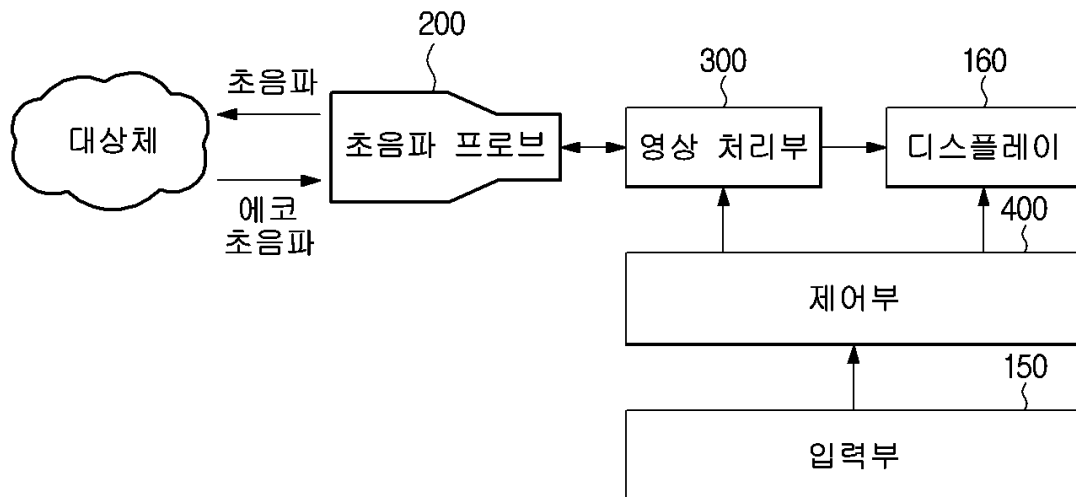 200
300
160
초음파
대상체
초음파 프로브
영상 처리부
디스플레이
에코
초음파
400
제어부
150
입력부